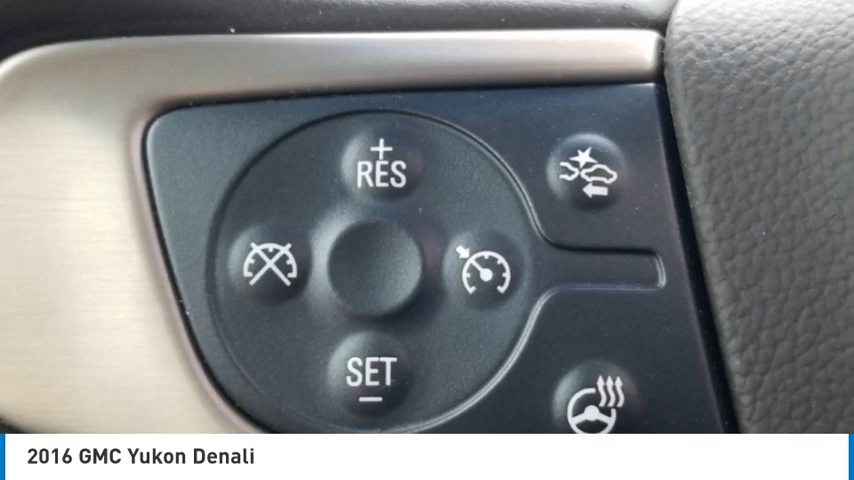 +
RES
SET
−
2016 GMC Yukon Denali